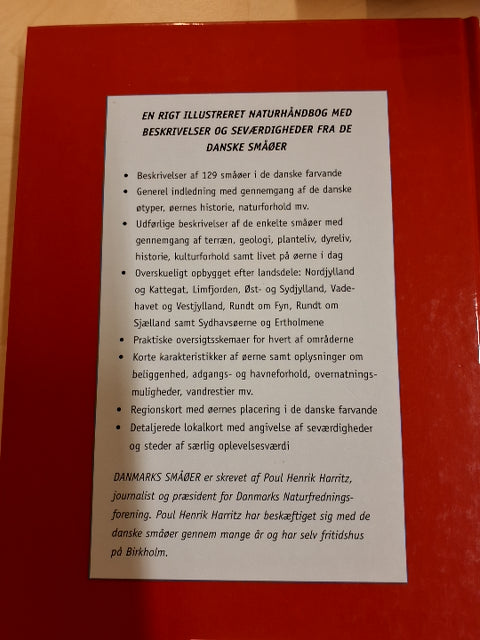 EN RIGT ILLUSTRERET NATURHÅNDBOG MED
BESKRIVELSER OG SEVÆRDIGHEDER FRA DE
DANSKE SMÅØER
• Beskrivelser af 129 småøer i de danske farvande
• Generel indledning med gennemgang af de danske
øtyper, øernes historie, naturforhold mv.
• Udførlige beskrivelser af de enkelte småøer med
gennemgang af terræn, geologi, planteliv, dyreliv,
historie, kulturforhold samt livet på øerne i dag
• Overskueligt opbygget efter landsdele: Nordjylland
og Kattegat, Limfjorden, Øst- og Sydjylland, Vade-
havet og Vestjylland, Rundt om Fyn, Rundt om
Sjælland samt Sydhavsøerne og Ertholmene
• Praktiske oversigtsskemaer for hvert af områderne
• Korte karakteristikker af øerne samt oplysninger om
beliggenhed, adgangs- og havneforhold, overnatnings-
muligheder, vandrestier mv.
• Regionskort med øernes placering i de danske farvande
• Detaljerede lokalkort med angivelse af seværdigheder
og steder af særlig oplevelsesværdi
DANMARKS SMÅØER er skrevet af Poul Henrik Harritz,
journalist og præsident for Danmarks Naturfrednings-
forening. Poul Henrik Harritz har beskæftiget sig med de
danske småøer gennem mange år og har selv fritidshus
på Birkholm.